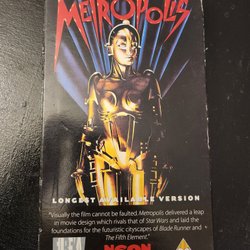 METROPOLIS
LONGEST AVAILABLE VERSION
"Visually the film cannot be faulted. Metropolis delivered a leap
in movie design which rivals that of Star Wars and laid the
foundations for the futuristic cityscapes of Blade Runner and
The Fifth Element."
NEON